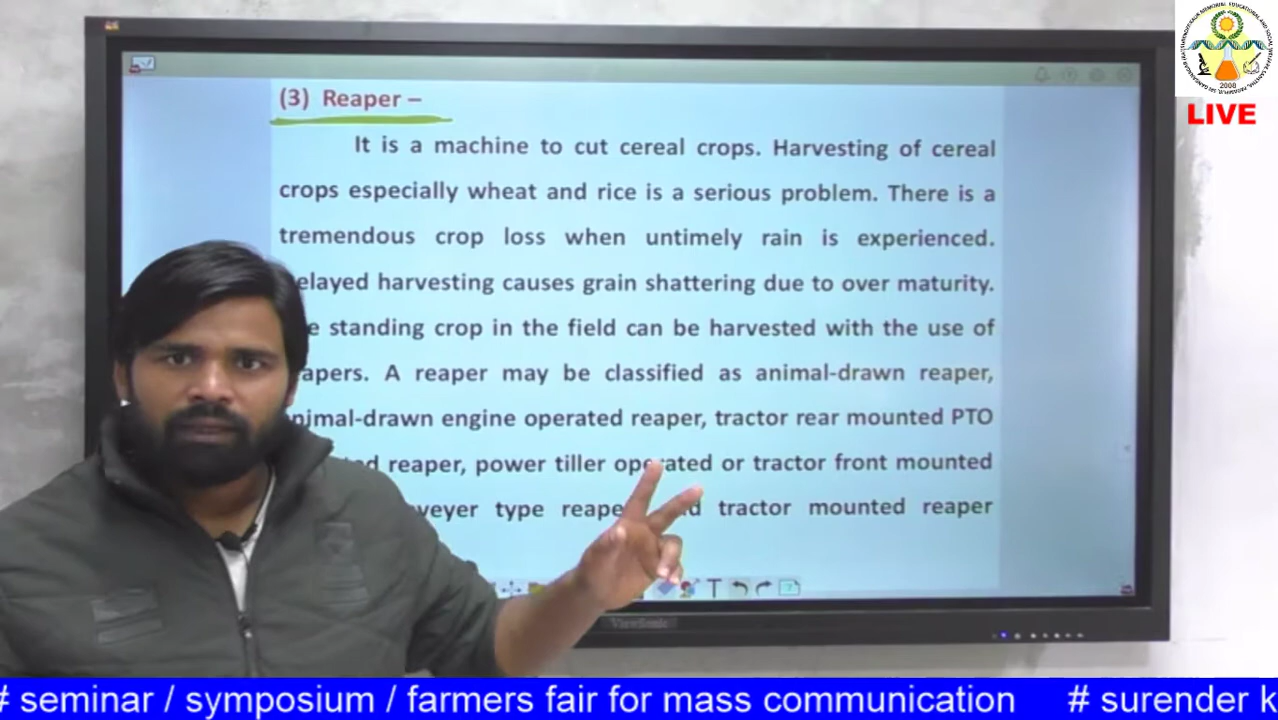 (3) Reaper –
It is a machine to cut cereal crops. Harvesting of cereal
crops especially wheat and rice is a serious problem. There is a
tremendous crop loss when untimely rain is experienced.
elayed harvesting causes grain shattering due to over maturity.
e standing crop in the field can be harvested with the use of
apers. A reaper may be classified as animal-drawn reaper,
nimal-drawn engine operated reaper, tractor rear mounted PTO
ed reaper, power tiller operated or tractor front mounted
veyer type reape d tractor mounted reaper
ViewSonic
2008
LIVE
# seminar / symposium / farmers fair for mass communication # surender k